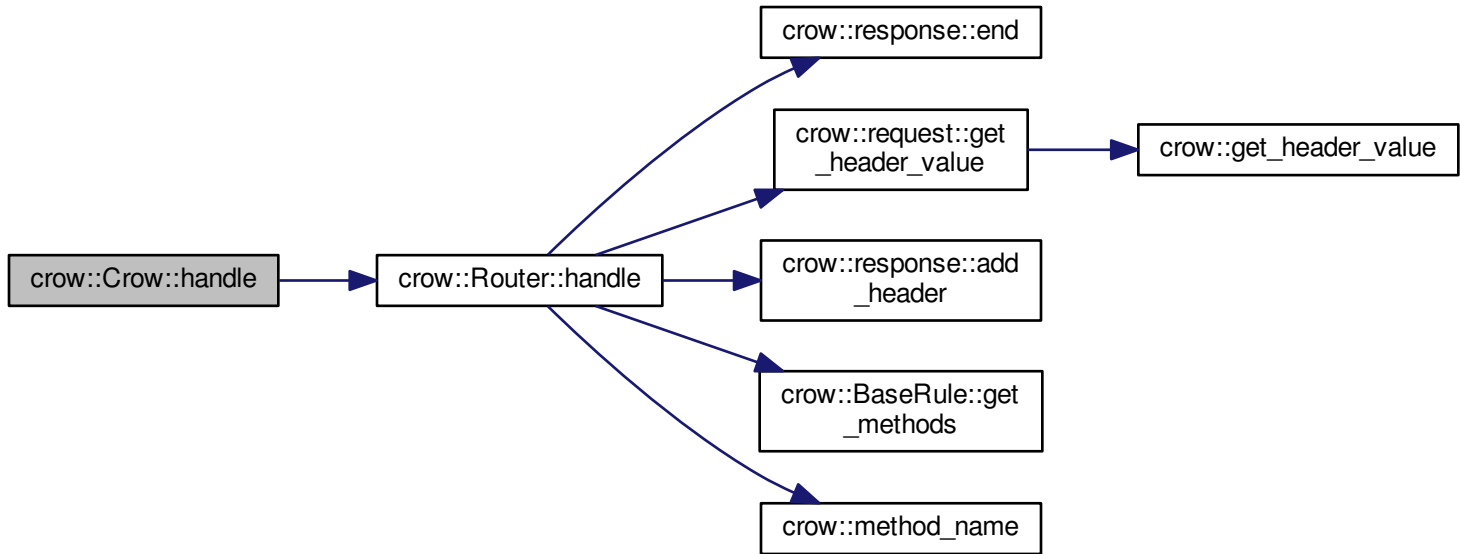 crow::response::end
crow::request::get
_header_value
crow::get_header_value
crow::Crow::handle
crow::Router::handle
crow::response::add
_header
crow::BaseRule::get
_methods
crow::method_name